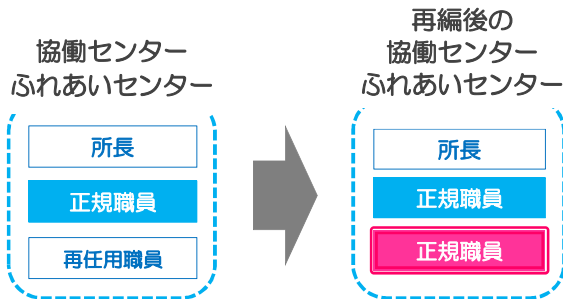 協働センター
ふれあいセンター
所長
正規職員
再任用職員
再編後の
協働センター
ふれあいセンター
所長
正規職員
正規職員